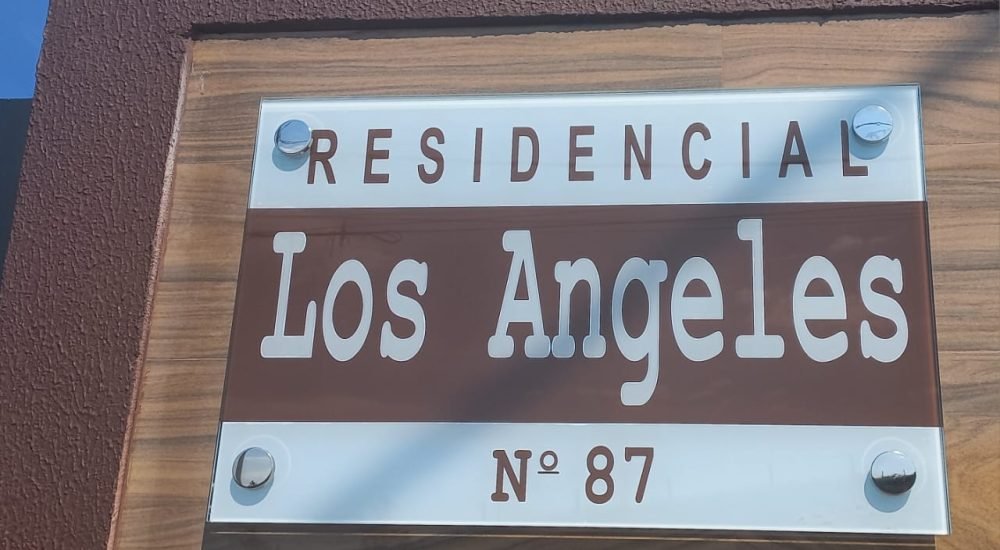 RESIDENCIAL
Los Angeles
Nº 87